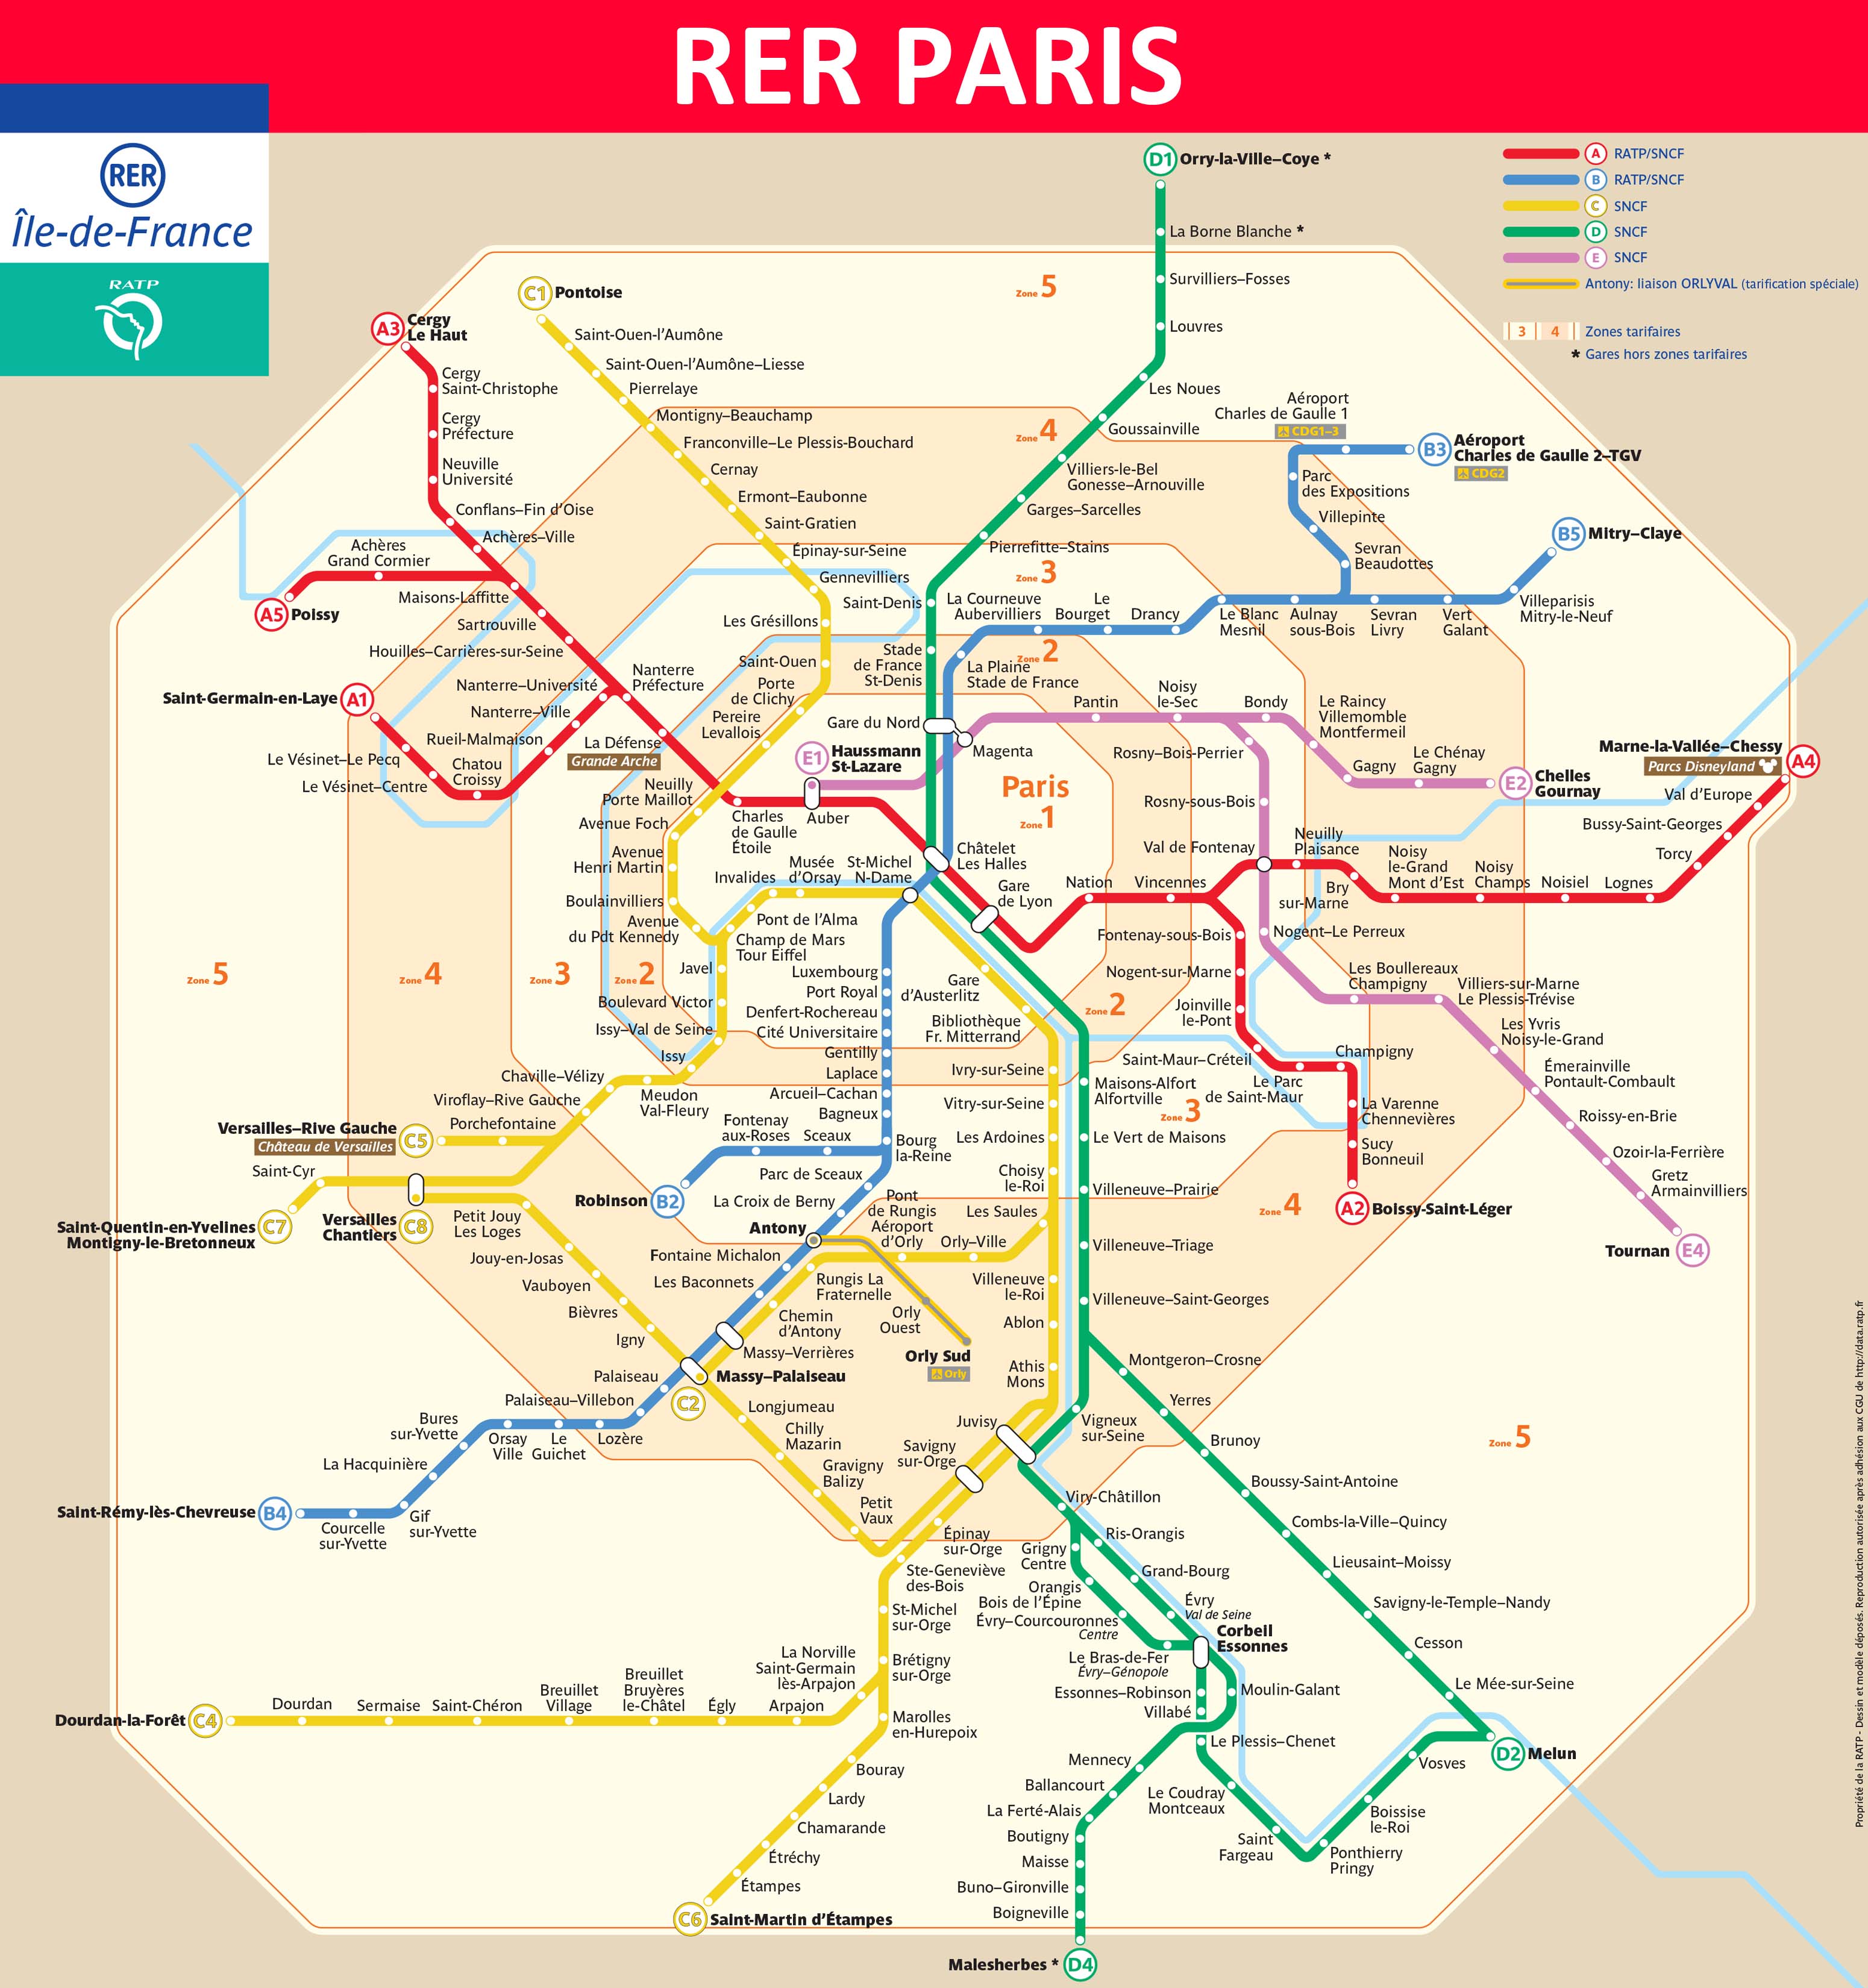 RER PARIS
RER
Île-de-France
RATP
A RATP/SNCF
B RATP/SNCF
C SNCF
D SNCF
E SNCF
Antony: liaison ORLYVAL (tarification spéciale)
3 4 Zones tarifaires
* Gares hors zones tarifaires
D1 Orry-la-Ville–Coye *
La Borne Blanche *
Survilliers–Fosses
Louvres
Les Noues
Goussainville
Villiers-le-Bel
Gonesse–Arnouville
Garges–Sarcelles
Pierrefitte–Stains
Saint-Denis
Stade
de France
St-Denis
Zone 5
Zone 4
Zone 3
Zone 2
Paris
Zone 1
C1 Pontoise
Saint-Ouen-l’Aumône
Saint-Ouen-l’Aumône–Liesse
Pierrelaye
Montigny–Beauchamp
Franconville–Le Plessis-Bouchard
Cernay
Ermont–Eaubonne
Saint-Gratien
Épinay-sur-Seine
Gennevilliers
Les Grésillons
Saint-Ouen
Porte
de Clichy
Pereire
Levallois
Neuilly
Porte Maillot
Avenue Foch
Avenue
Henri Martin
Boulainvilliers
Avenue
du Pdt Kennedy
A3 Cergy
Le Haut
Cergy
Saint-Christophe
Cergy
Préfecture
Neuville
Université
Conflans–Fin d’Oise
Achères–Ville
Achères
Grand Cormier
A5 Poissy
Maisons-Laffitte
Sartrouville
Houilles–Carrières-sur-Seine
Nanterre–Université
Nanterre
Préfecture
Nanterre–Ville
Rueil-Malmaison
Chatou
Croissy
Le Vésinet–Centre
Le Vésinet–Le Pecq
Saint-Germain-en-Laye A1
La Défense
Grande Arche
Charles
de Gaulle
Étoile
Auber
E1 Haussmann
St-Lazare
Gare du Nord
Magenta
Châtelet
Les Halles
Gare
de Lyon
Nation
Vincennes
Aéroport
Charles de Gaulle 1
CDG1–3
B3 Aéroport
Charles de Gaulle 2–TGV
CDG2
Parc
des Expositions
Villepinte
Sevran
Beaudottes
B5 Mitry–Claye
Villeparisis
Mitry-le-Neuf
Vert
Galant
Sevran
Livry
Aulnay
sous-Bois
Le Blanc
Mesnil
Drancy
Le
Bourget
La Courneuve
Aubervilliers
La Plaine
Stade de France
Pantin
Noisy
le-Sec
Bondy
Le Raincy
Villemomble
Montfermeil
Gagny
Le Chénay
Gagny
E2 Chelles
Gournay
Rosny–Bois-Perrier
Rosny-sous-Bois
Val de Fontenay
Neuilly
Plaisance
Bry
sur-Marne
Noisy
le-Grand
Mont d’Est
Noisy
Champs
Noisiel
Lognes
Torcy
Bussy-Saint-Georges
Val d’Europe
Marne-la-Vallée–Chessy A4
Parcs Disneyland
Nogent–Le Perreux
Les Boullereaux
Champigny
Villiers-sur-Marne
Le Plessis-Trévise
Les Yvris
Noisy-le-Grand
Émerainville
Pontault-Combault
Roissy-en-Brie
Ozoir-la-Ferrière
Gretz
Armainvilliers
Tournan E4
Fontenay-sous-Bois
Nogent-sur-Marne
Joinville
le-Pont
Saint-Maur–Créteil
Le Parc
de Saint-Maur
Champigny
La Varenne
Chennevières
Sucy
Bonneuil
A2 Boissy-Saint-Léger
Zone 5
Zone 4
Zone 3
Zone 2
Zone 2
Zone 3
Zone 4
Zone 5
Invalides
Musée
d’Orsay
St-Michel
N-Dame
Pont de l’Alma
Champ de Mars
Tour Eiffel
Javel
Boulevard Victor
Issy–Val de Seine
Issy
Meudon
Val-Fleury
Chaville–Vélizy
Viroflay–Rive Gauche
Porchefontaine
Versailles–Rive Gauche C5
Château de Versailles
Saint-Cyr
Saint-Quentin-en-Yvelines
Montigny-le-Bretonneux
C7
Versailles
Chantiers
C8
Petit Jouy
Les Loges
Jouy-en-Josas
Vauboyen
Bièvres
Igny
Luxembourg
Port Royal
Denfert-Rochereau
Cité Universitaire
Gentilly
Laplace
Arcueil–Cachan
Bagneux
Bourg
la-Reine
Fontenay
aux-Roses
Sceaux
Robinson B2
Parc de Sceaux
La Croix de Berny
Antony
Fontaine Michalon
Les Baconnets
Massy–Verrières
Massy–Palaiseau
C2
Palaiseau
Palaiseau–Villebon
Lozère
Le
Guichet
Orsay
Ville
Bures
sur-Yvette
La Hacquinière
Gif
sur-Yvette
Courcelle
sur-Yvette
Saint-Rémy-lès-Chevreuse B4
Gare
d’Austerlitz
Bibliothèque
Fr. Mitterrand
Ivry-sur-Seine
Vitry-sur-Seine
Les Ardoines
Choisy
le-Roi
Les Saules
Orly–Ville
Pont
de Rungis
Aéroport
d’Orly
Rungis La
Fraternelle
Chemin
d’Antony
Orly
Ouest
Orly Sud
Orly
Villeneuve
le-Roi
Ablon
Athis
Mons
Juvisy
Savigny
sur-Orge
Longjumeau
Chilly
Mazarin
Gravigny
Balizy
Petit
Vaux
Épinay
sur-Orge
Ste-Geneviève
des-Bois
St-Michel
sur-Orge
Brétigny
sur-Orge
La Norville
Saint-Germain
lès-Arpajon
Arpajon
Égly
Breuillet
Bruyères
le-Châtel
Breuillet
Village
Saint-Chéron
Sermaise
Dourdan
Dourdan-la-Forêt C4
Marolles
en-Hurepoix
Bouray
Lardy
Chamarande
Étréchy
Étampes
C6 Saint-Martin d’Étampes
Maisons-Alfort
Alfortville
Le Vert de Maisons
Villeneuve–Prairie
Villeneuve–Triage
Villeneuve–Saint-Georges
Montgeron–Crosne
Yerres
Brunoy
Boussy-Saint-Antoine
Combs-la-Ville–Quincy
Lieusaint–Moissy
Savigny-le-Temple–Nandy
Cesson
Le Mée-sur-Seine
D2 Melun
Vosves
Boissise
le-Roi
Ponthierry
Pringy
Saint
Fargeau
Le Coudray
Montceaux
Le Plessis-Chenet
Vigneux
sur-Seine
Viry-Châtillon
Ris-Orangis
Grand-Bourg
Évry
Val de Seine
Corbeil
Essonnes
Grigny
Centre
Orangis
Bois de l’Épine
Évry–Courcouronnes
Centre
Le Bras-de-Fer
Évry–Génopole
Essonnes–Robinson
Villabé
Moulin-Galant
Mennecy
Ballancourt
La Ferté-Alais
Boutigny
Maisse
Buno–Gironville
Boigneville
Malesherbes * D4
Propriété de la RATP - Dessin et modèle déposés. Reproduction autorisée après adhésion aux CGU de http://data.ratp.fr